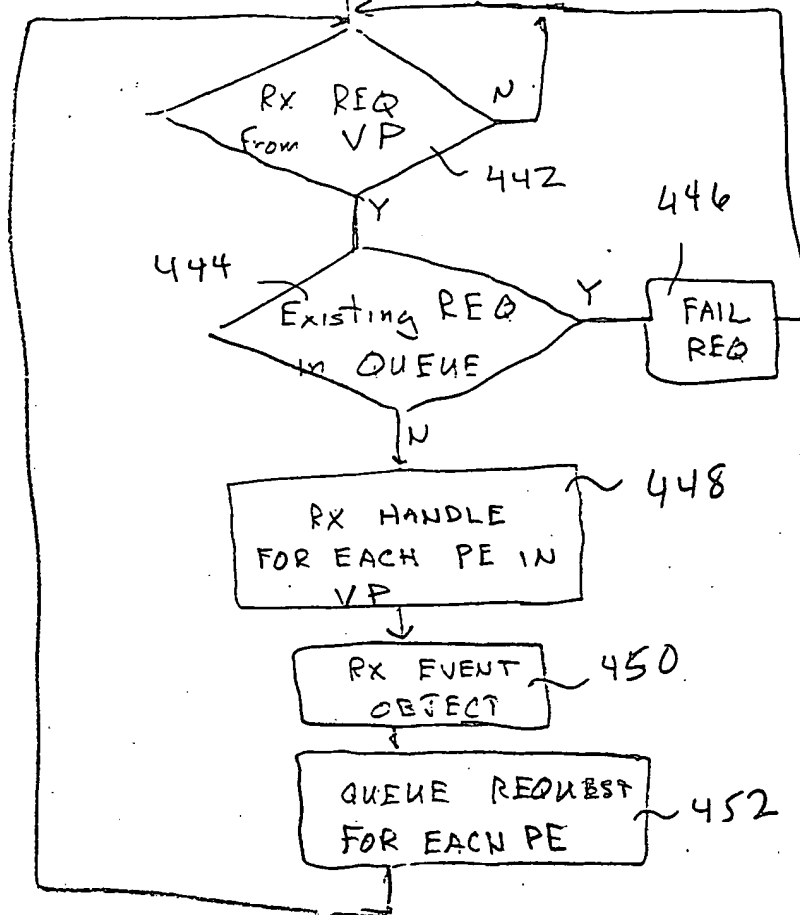 Rx REQ
from VP
N
442
Y
446
444
Existing REQ
in QUEUE
Y
FAIL
REQ
N
448
RX HANDLE
FOR EACH PE IN
VP
RX EVENT
OBJECT
450
QUEUE REQUEST
FOR EACH PE
452